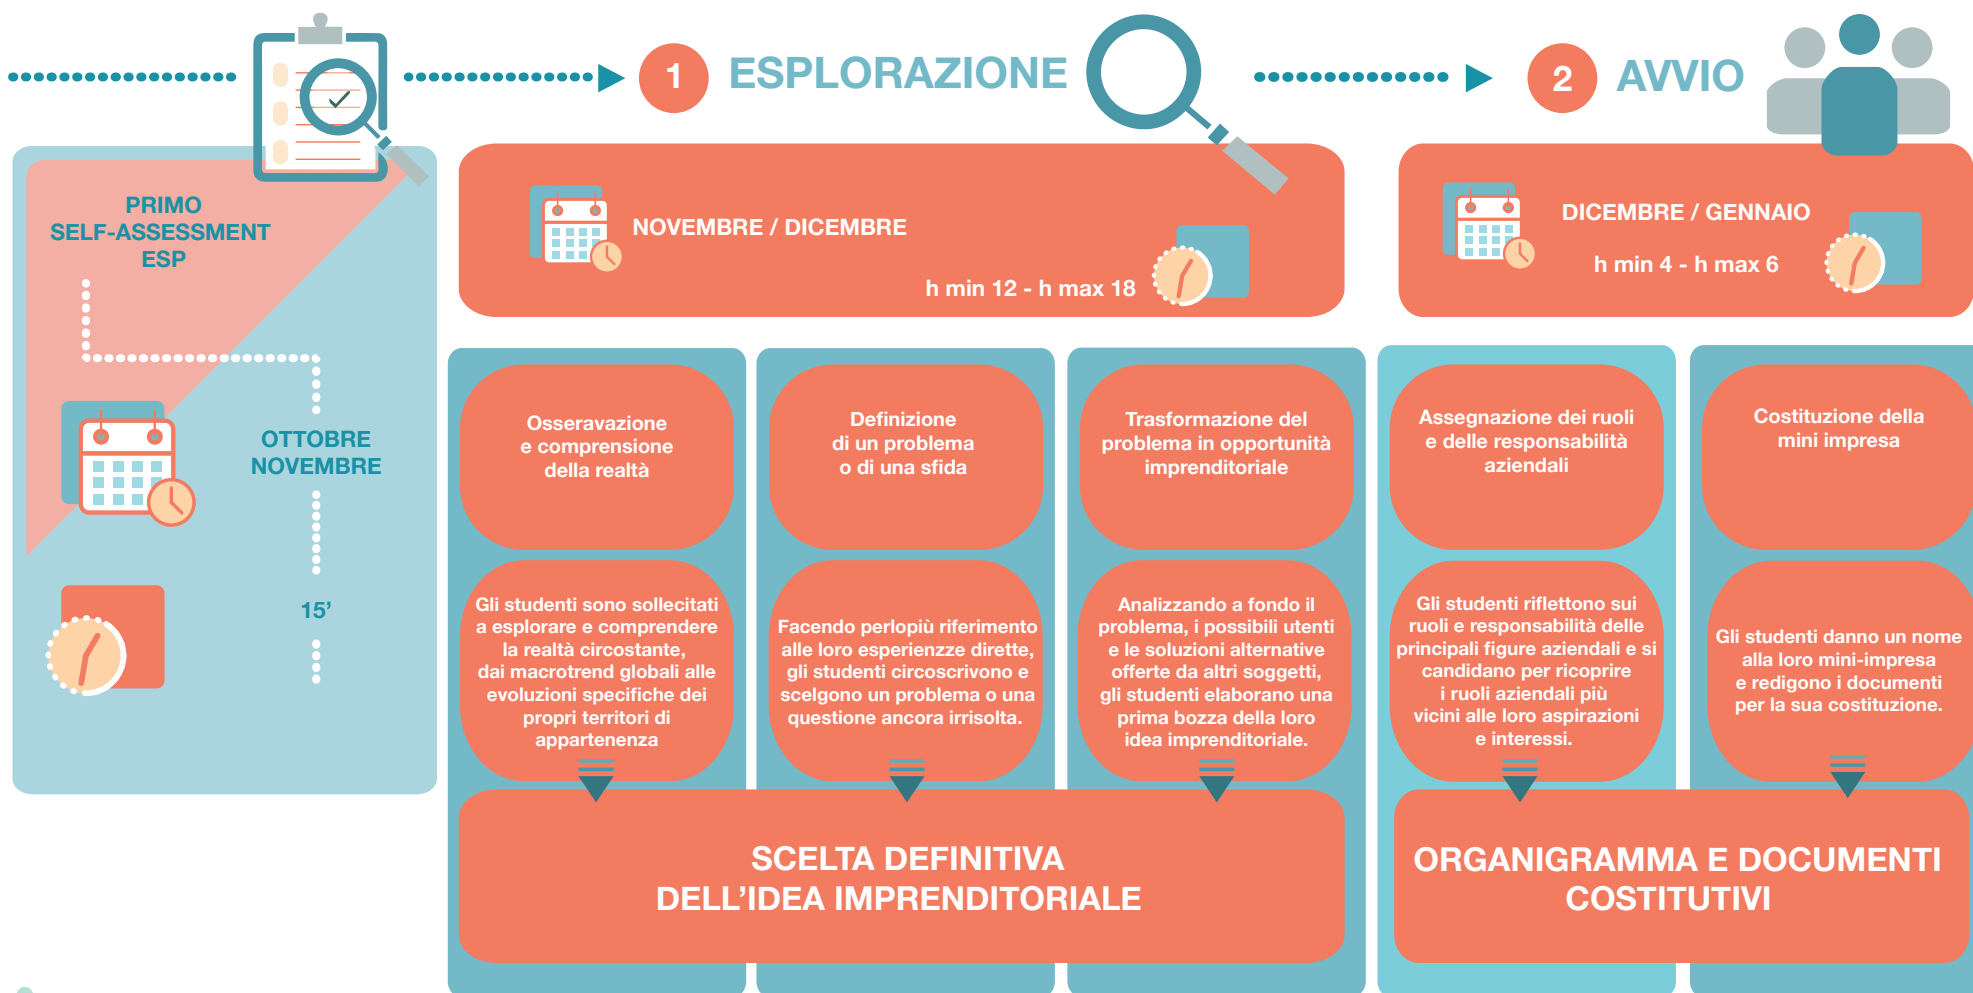 PRIMO
SELF-ASSESSMENT
ESP
OTTOBRE
NOVEMBRE
15’
1
ESPLORAZIONE
NOVEMBRE / DICEMBRE
h min 12 - h max 18
Osseravazione
e comprensione
della realtà
Gli studenti sono sollecitati
a esplorare e comprendere
la realtà circostante,
dai macrotrend globali alle
evoluzioni specifiche dei
propri territori di
appartenenza
Definizione
di un problema
o di una sfida
Facendo perlopiù riferimento
alle loro esperienzze dirette,
gli studenti circoscrivono e
scelgono un problema o una
questione ancora irrisolta.
Trasformazione del
problema in opportunità
imprenditoriale
Analizzando a fondo il
problema, i possibili utenti
e le soluzioni alternative
offerte da altri soggetti,
gli studenti elaborano una
prima bozza della loro
idea imprenditoriale.
SCELTA DEFINITIVA
DELL’IDEA IMPRENDITORIALE
2
AVVIO
DICEMBRE / GENNAIO
h min 4 - h max 6
Assegnazione dei ruoli
e delle responsabilità
aziendali
Gli studenti riflettono sui
ruoli e responsabilità delle
principali figure aziendali e si
candidano per ricoprire
i ruoli aziendali più
vicini alle loro aspirazioni
e interessi.
Costituzione della
mini impresa
Gli studenti danno un nome
alla loro mini-impresa
e redigono i documenti
per la sua costituzione.
ORGANIGRAMMA E DOCUMENTI
COSTITUTIVI